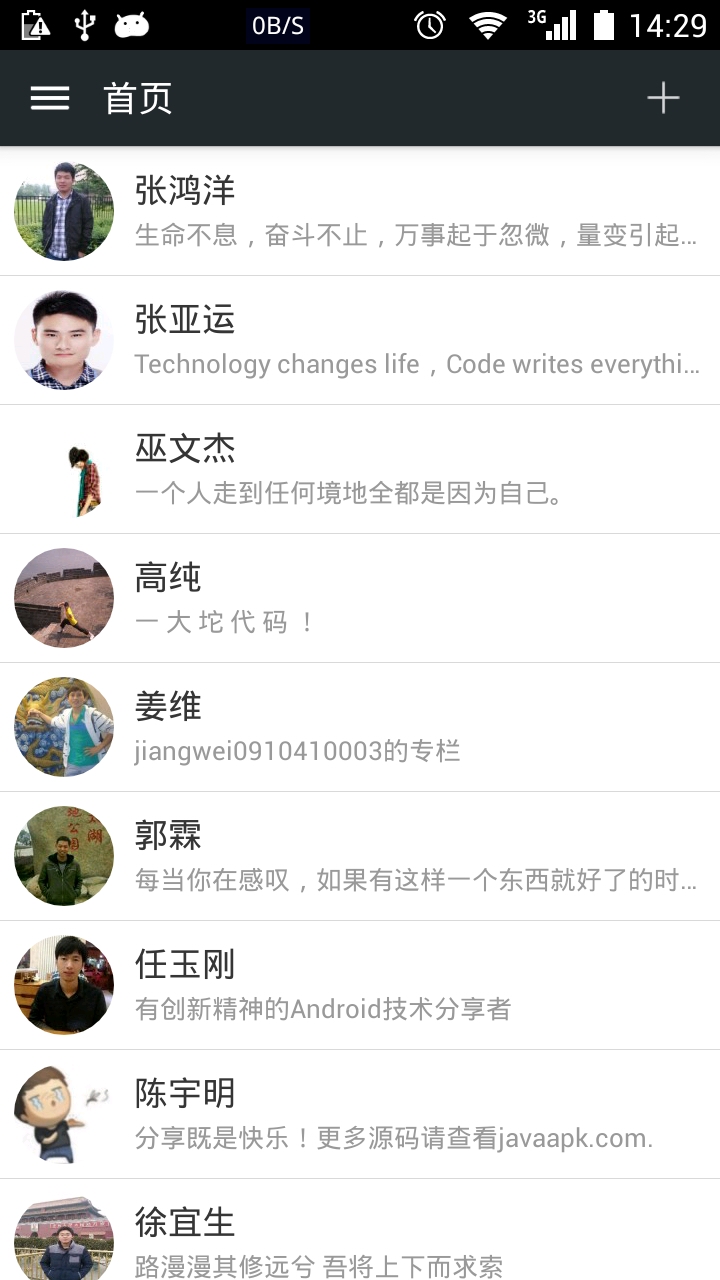 0B/S 3G 14:29
首页
张鸿洋
生命不息，奋斗不止，万事起于忽微，量变引起...
张亚运
Technology changes life，Code writes everythi...
巫文杰
一个人走到任何境地全都是因为自己。
高纯
一 大 坨 代 码 ！
姜维
jiangwei0910410003的专栏
郭霖
每当你在感叹，如果有这样一个东西就好了的时...
任玉刚
有创新精神的Android技术分享者
陈宇明
分享既是快乐！更多源码请查看javaapk.com.
徐宜生
路漫漫其修远兮 吾将上下而求索